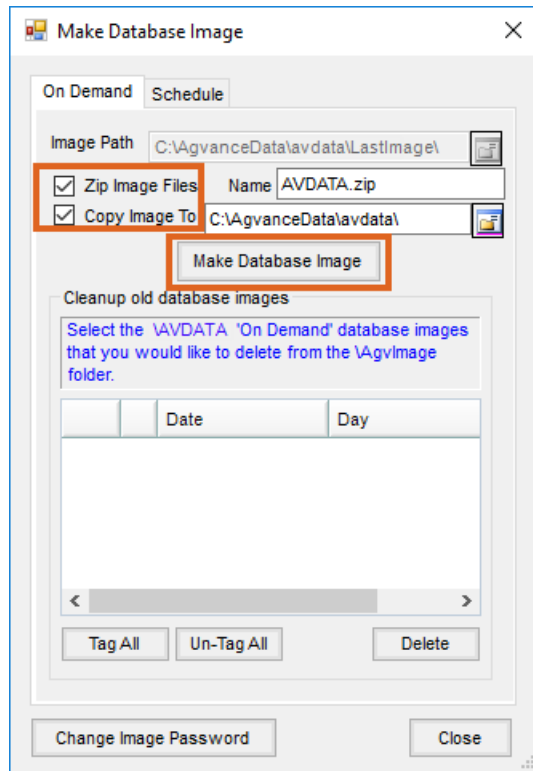 Make Database Image
On Demand Schedule
Image Path C:\AgvanceData\avdata\LastImage\
Zip Image Files Name AVDATA.zip
Copy Image To C:\AgvanceData\avdata\
Make Database Image
Cleanup old database images
Select the \AVDATA 'On Demand' database images
that you would like to delete from the \AgvImage
folder.
Date Day
Tag All Un-Tag All Delete
Change Image Password Close